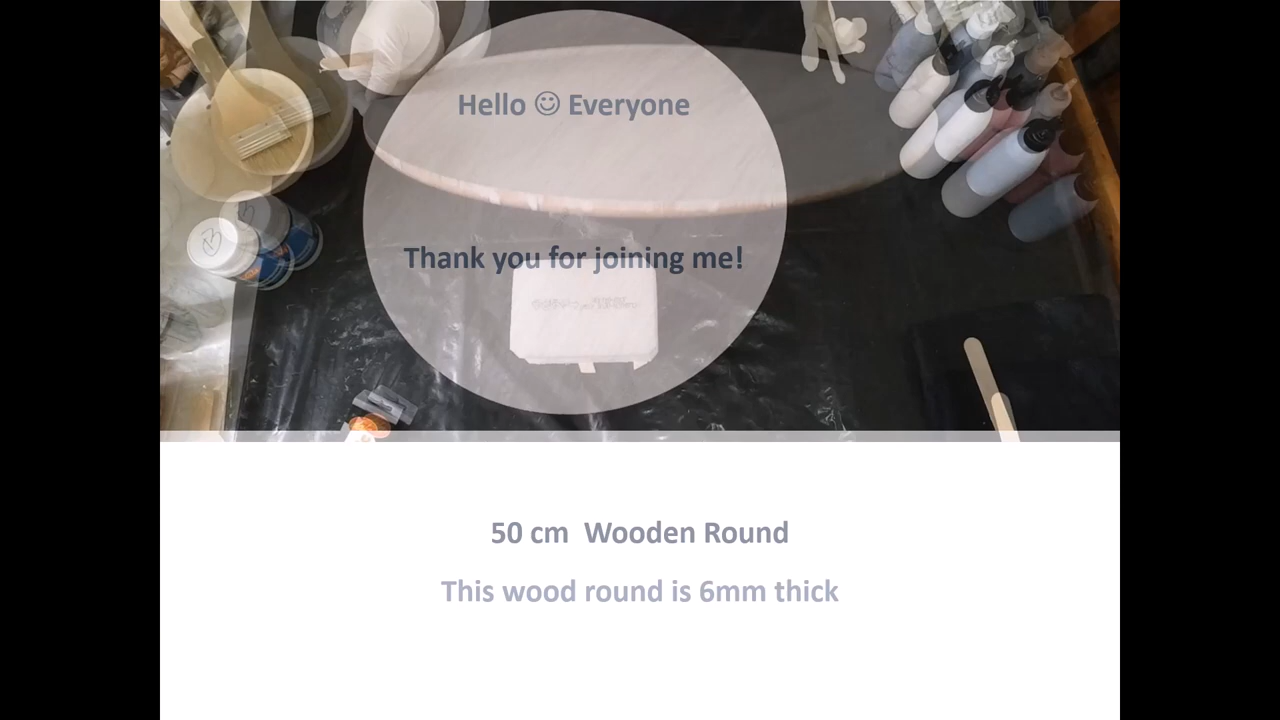 Hello ☺ Everyone
Thank you for joining me!
B
50 cm Wooden Round
This wood round is 6mm thick